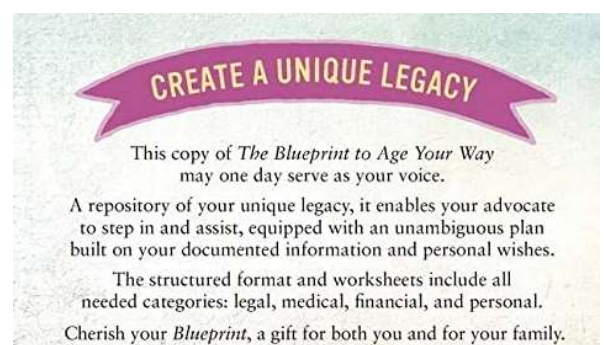 CREATE A UNIQUE LEGACY
This copy of The Blueprint to Age Your Way
may one day serve as your voice.
A repository of your unique legacy, it enables your advocate
to step in and assist, equipped with an unambiguous plan
built on your documented information and personal wishes.
The structured format and worksheets include all
needed categories: legal, medical, financial, and personal.
Cherish your Blueprint, a gift for both you and for your family.